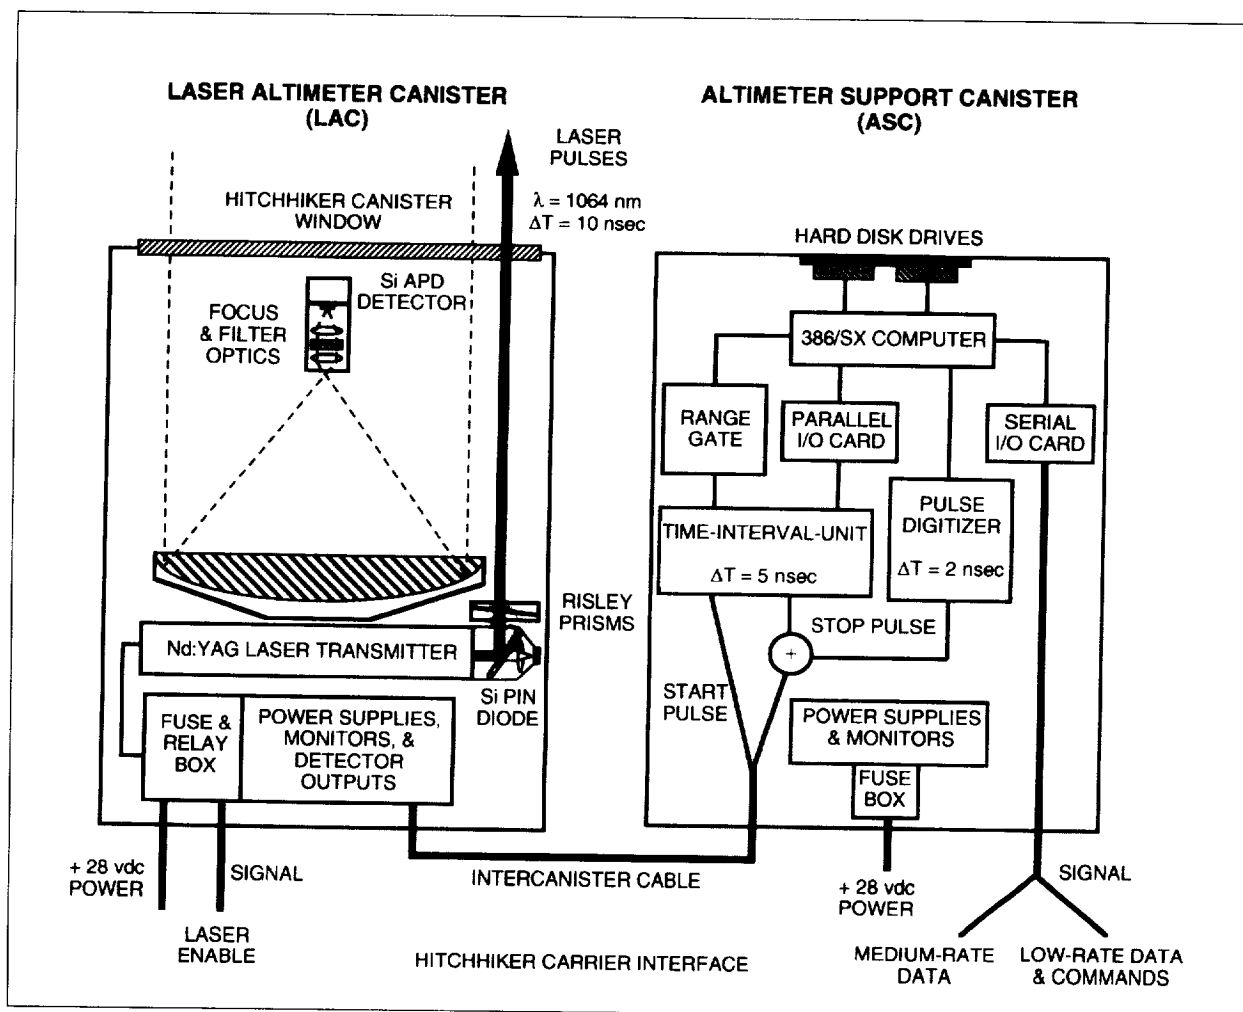 LASER ALTIMETER CANISTER
(LAC)
LASER
PULSES
λ = 1064 nm
ΔT = 10 nsec
HITCHHIKER CANISTER
WINDOW
Si APD
DETECTOR
FOCUS
& FILTER
OPTICS
RISLEY
PRISMS
Nd:YAG LASER TRANSMITTER
Si PIN
DIODE
FUSE &
RELAY
BOX
POWER SUPPLIES,
MONITORS, &
DETECTOR
OUTPUTS
+ 28 vdc
POWER
SIGNAL
LASER
ENABLE
INTERCANISTER CABLE
HITCHHIKER CARRIER INTERFACE
ALTIMETER SUPPORT CANISTER
(ASC)
HARD DISK DRIVES
386/SX COMPUTER
RANGE
GATE
PARALLEL
I/O CARD
SERIAL
I/O CARD
TIME-INTERVAL-UNIT
ΔT = 5 nsec
PULSE
DIGITIZER
ΔT = 2 nsec
STOP PULSE
+
START
PULSE
POWER SUPPLIES
& MONITORS
FUSE
BOX
+ 28 vdc
POWER
SIGNAL
MEDIUM-RATE
DATA
LOW-RATE DATA
& COMMANDS